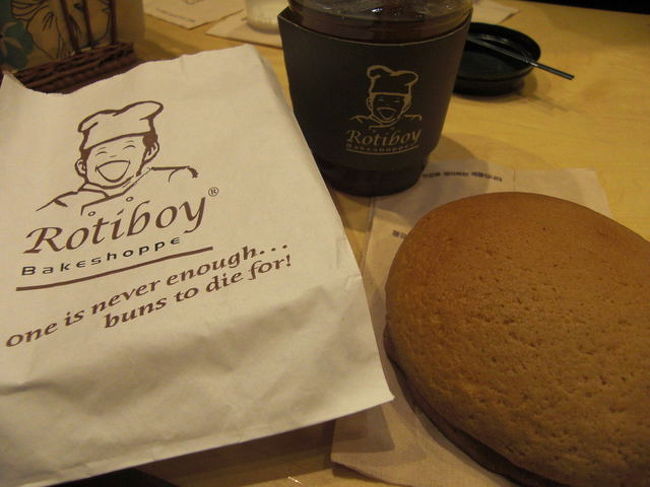 Rotiboy®
Bakeshoppe
one is never enough...
buns to die for!
Rotiboy
Bakeshoppe